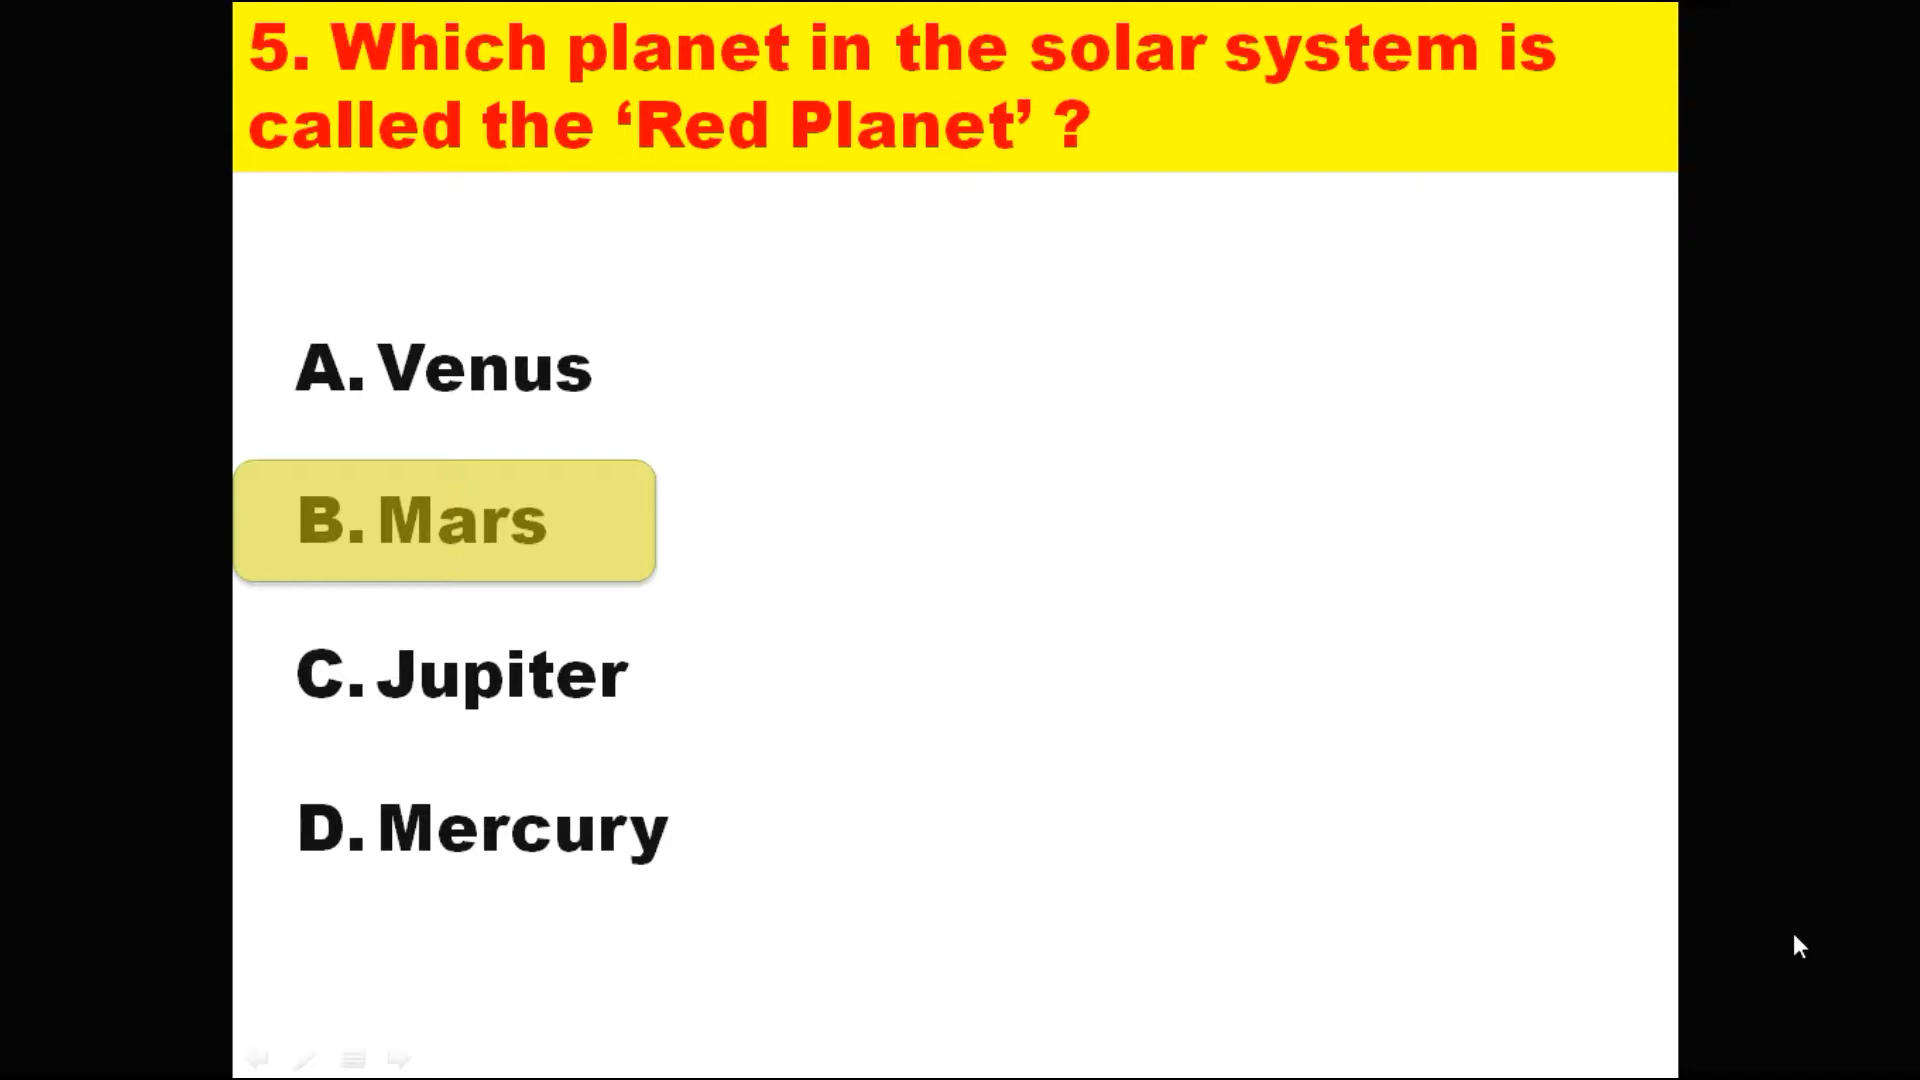 5. Which planet in the solar system is
called the ‘Red Planet’ ?
A. Venus
B. Mars
C. Jupiter
D. Mercury